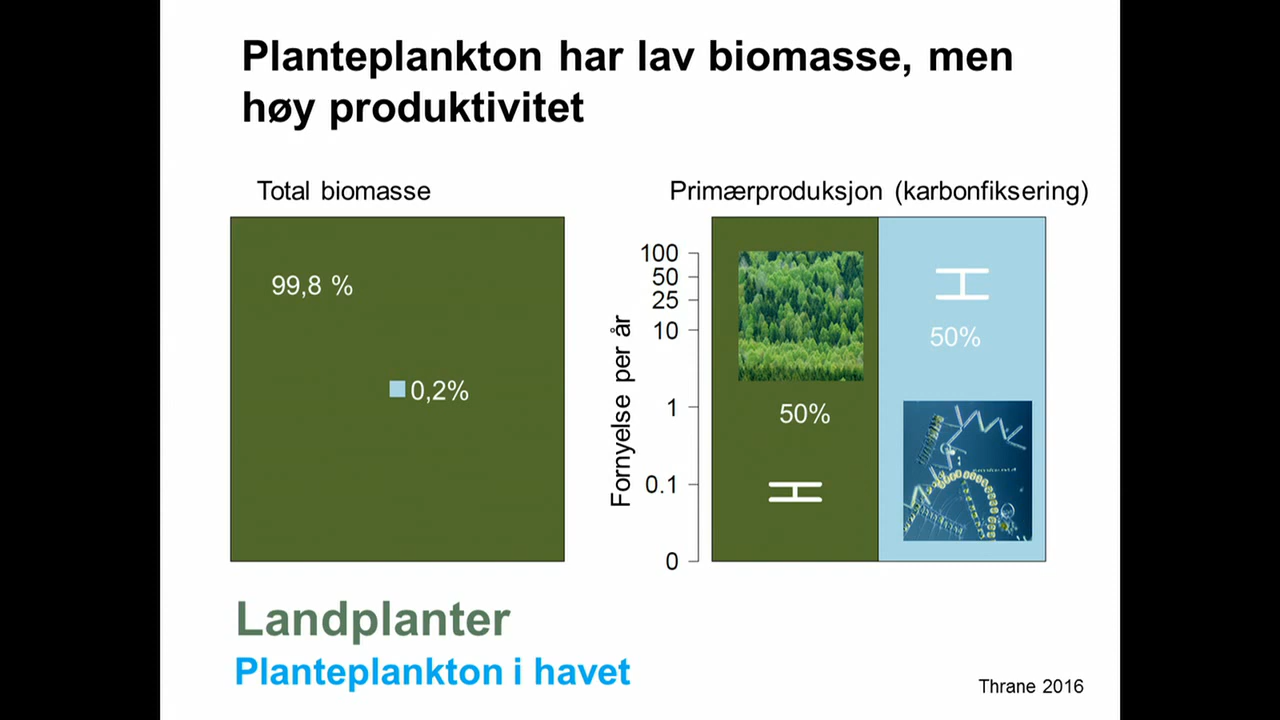 Planteplankton har lav biomasse, men
høy produktivitet
Total biomasse
99,8 %
0,2%
Primærproduksjon (karbonfiksering)
Fornyelse per år
100
50
25
10
1
0.1
0
50%
50%
Landplanter
Planteplankton i havet
Thrane 2016